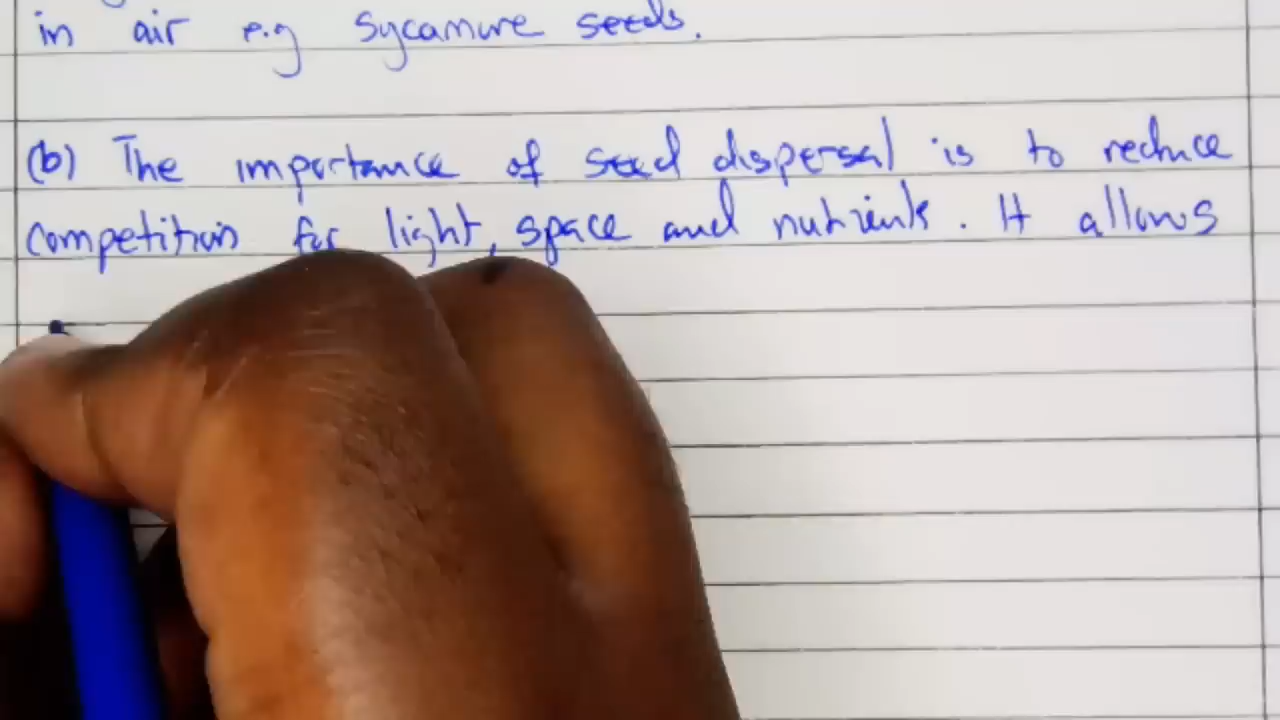 in air e.g sycamore seeds.
(b) The importance of seed dispersal is to reduce
competition for light, space and nutrients. It allows